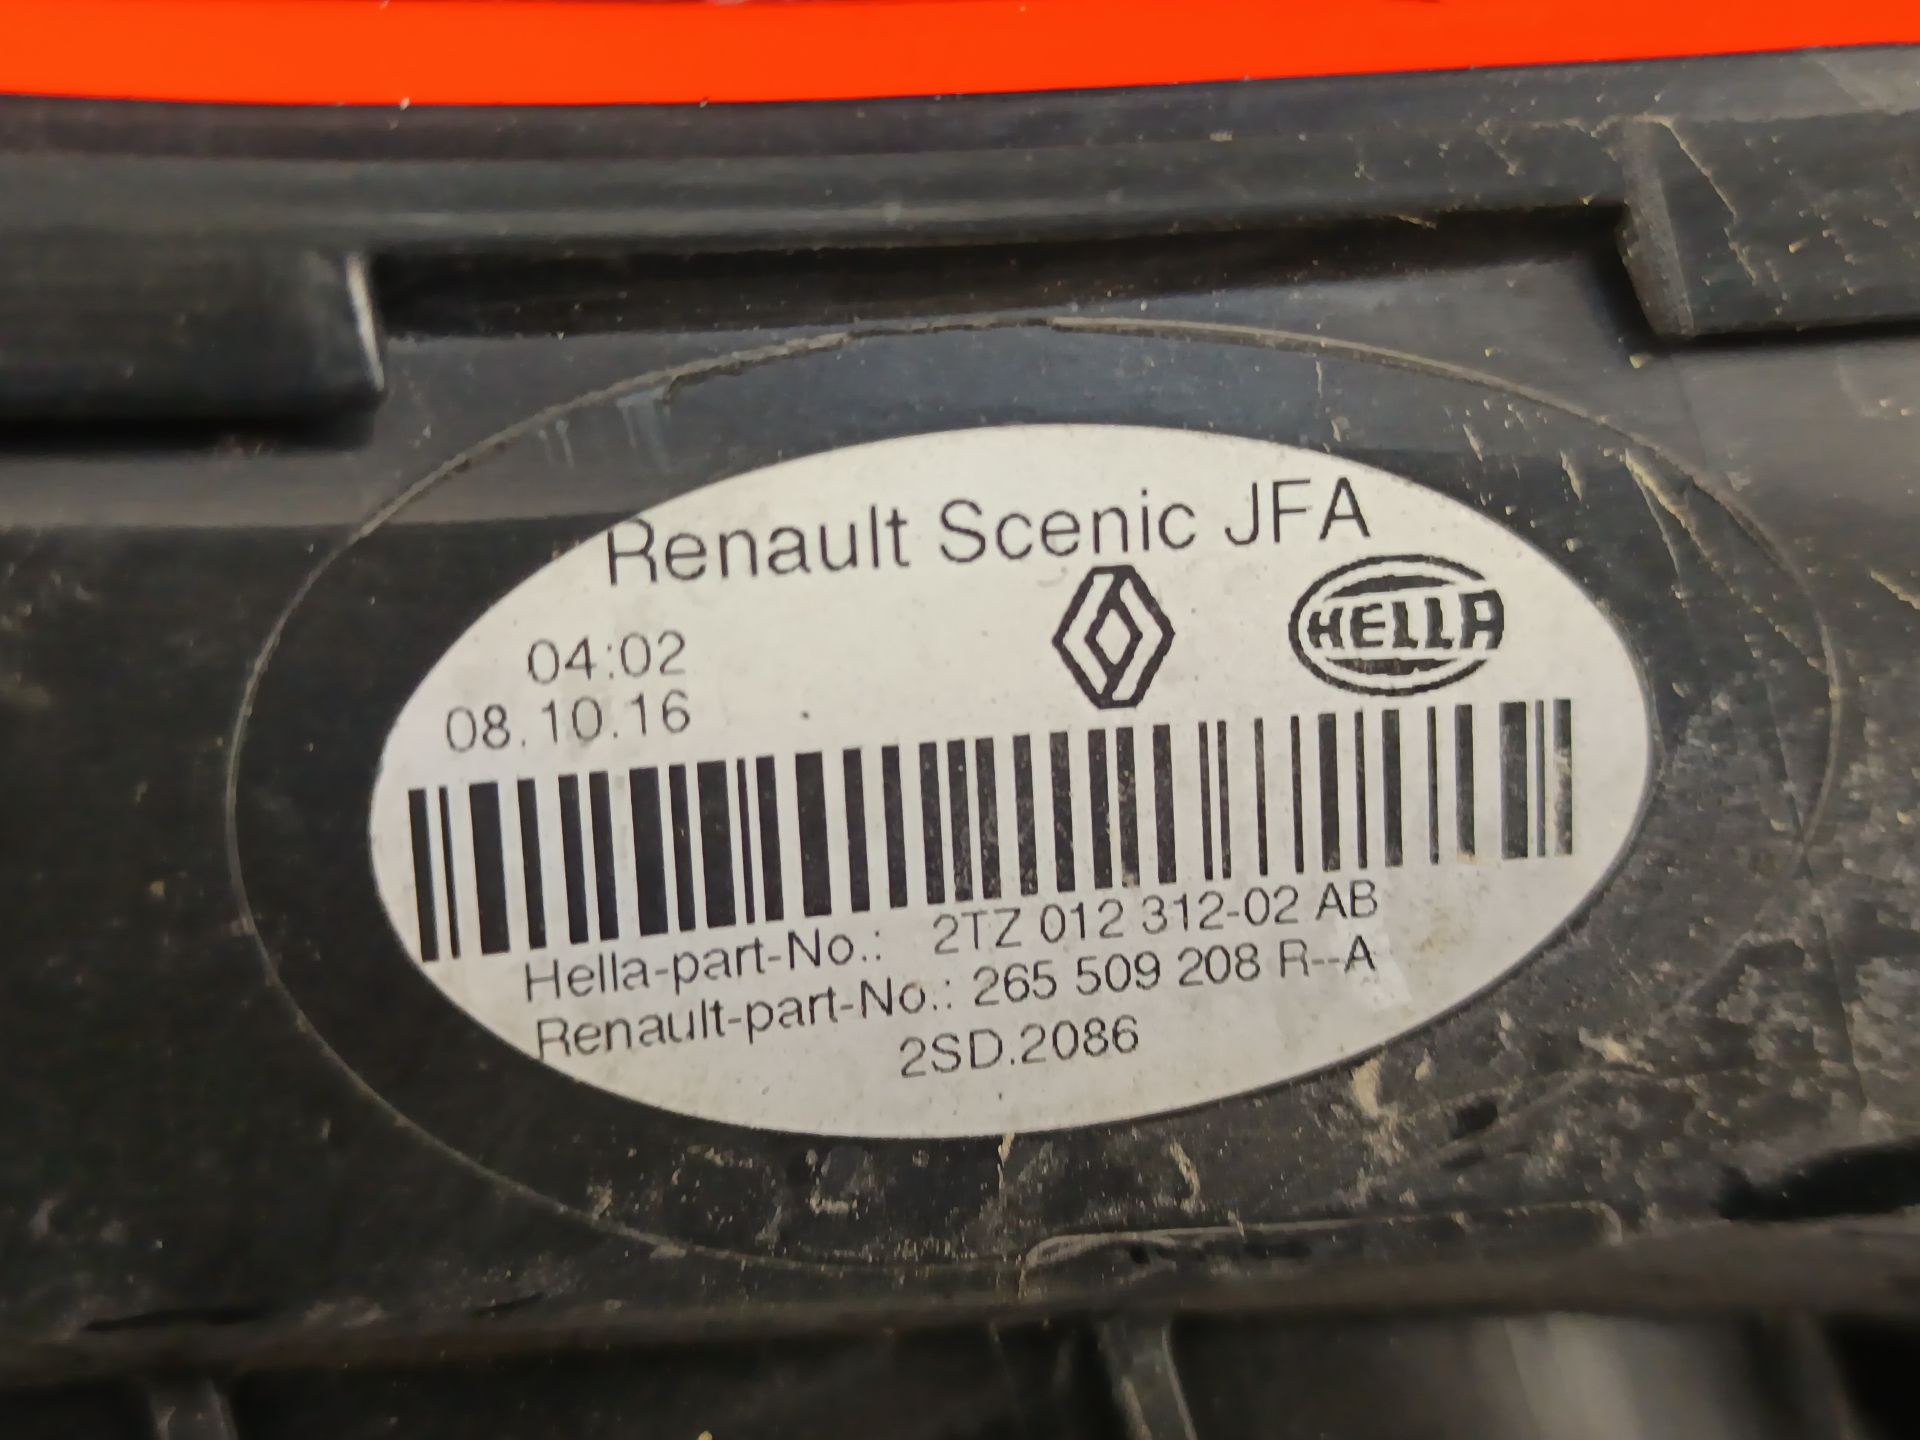 Renault Scenic JFA
04:02
08.10.16
HELLA
Hella-part-No.: 2TZ 012 312-02 AB
Renault-part-No.: 265 509 208 R--A
2SD.2086